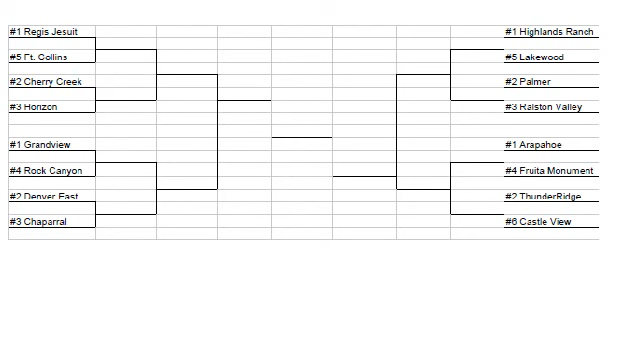 #1 Regis Jesuit
#5 Ft. Collins
#2 Cherry Creek
#3 Horizon
#1 Grandview
#4 Rock Canyon
#2 Denver East
#3 Chaparral
#1 Highlands Ranch
#5 Lakewood
#2 Palmer
#3 Ralston Valley
#1 Arapahoe
#4 Fruita Monument
#2 ThunderRidge
#6 Castle View